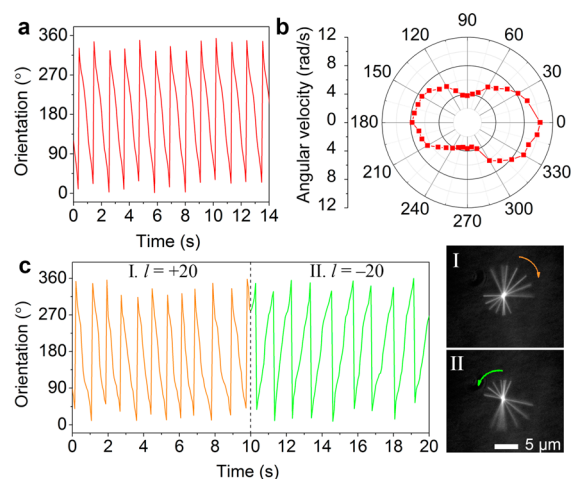 a
Orientation (°)
360
270
180
90
0
0 2 4 6 8 10 12 14
Time (s)
b
Angular velocity (rad/s)
12
8
4
0
4
8
12
90
120 60
150 30
180 0
210 330
240 300
270
c
I. l = +20 II. l = –20
Orientation (°)
360
270
180
90
0
0 2 4 6 8 10 12 14 16 18 20
Time (s)
I
II
5 μm